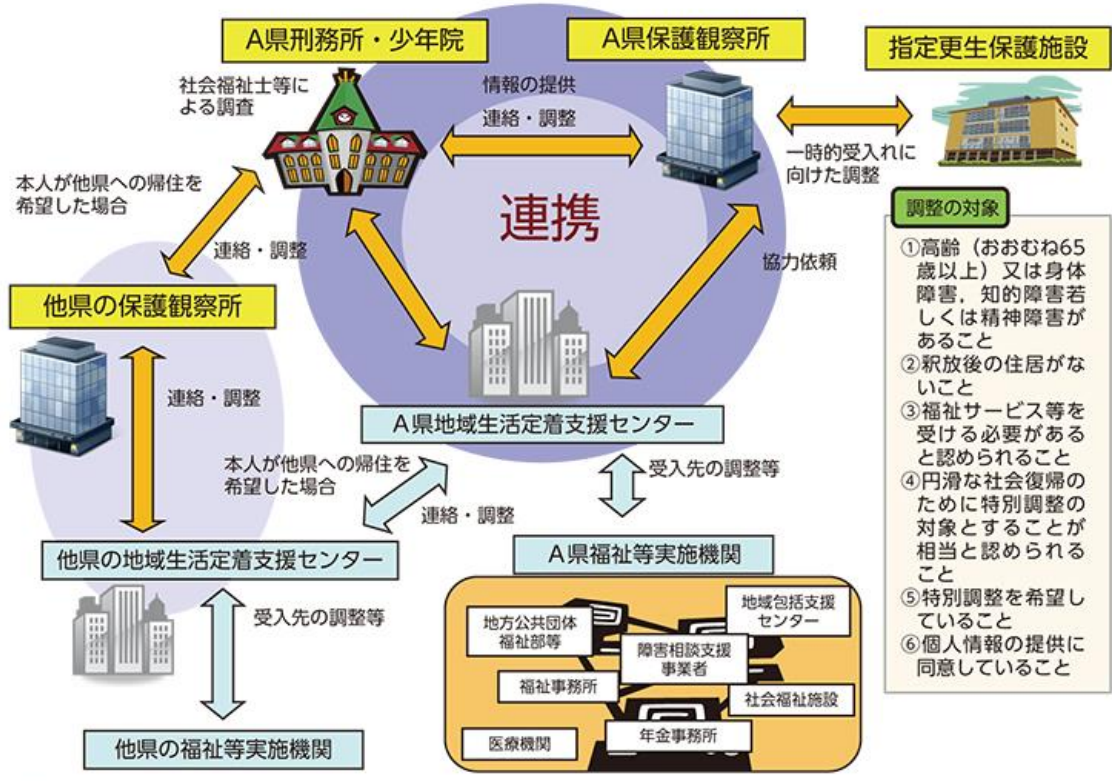 A県刑務所・少年院
A県保護観察所
指定更生保護施設
社会福祉士等
による調査
情報の提供
連絡・調整
一時的受入れに
向けた調整
本人が他県への帰住を
希望した場合
連絡・調整
連携
協力依頼
他県の保護観察所
連絡・調整
A県地域生活定着支援センター
本人が他県への帰住を
希望した場合
連絡・調整
受入先の調整等
他県の地域生活定着支援センター
受入先の調整等
他県の福祉等実施機関
A県福祉等実施機関
地方公共団体
福祉部等
地域包括支援
センター
障害相談支援
事業者
福祉事務所
社会福祉施設
年金事務所
医療機関
調整の対象
①高齢（おおむね65
歳以上）又は身体
障害，知的障害若
しくは精神障害が
あること
②釈放後の住居がな
いこと
③福祉サービス等を
受ける必要がある
と認められること
④円滑な社会復帰の
ために特別調整の
対象とすることが
相当と認められる
こと
⑤特別調整を希望し
ていること
⑥個人情報の提供に
同意していること